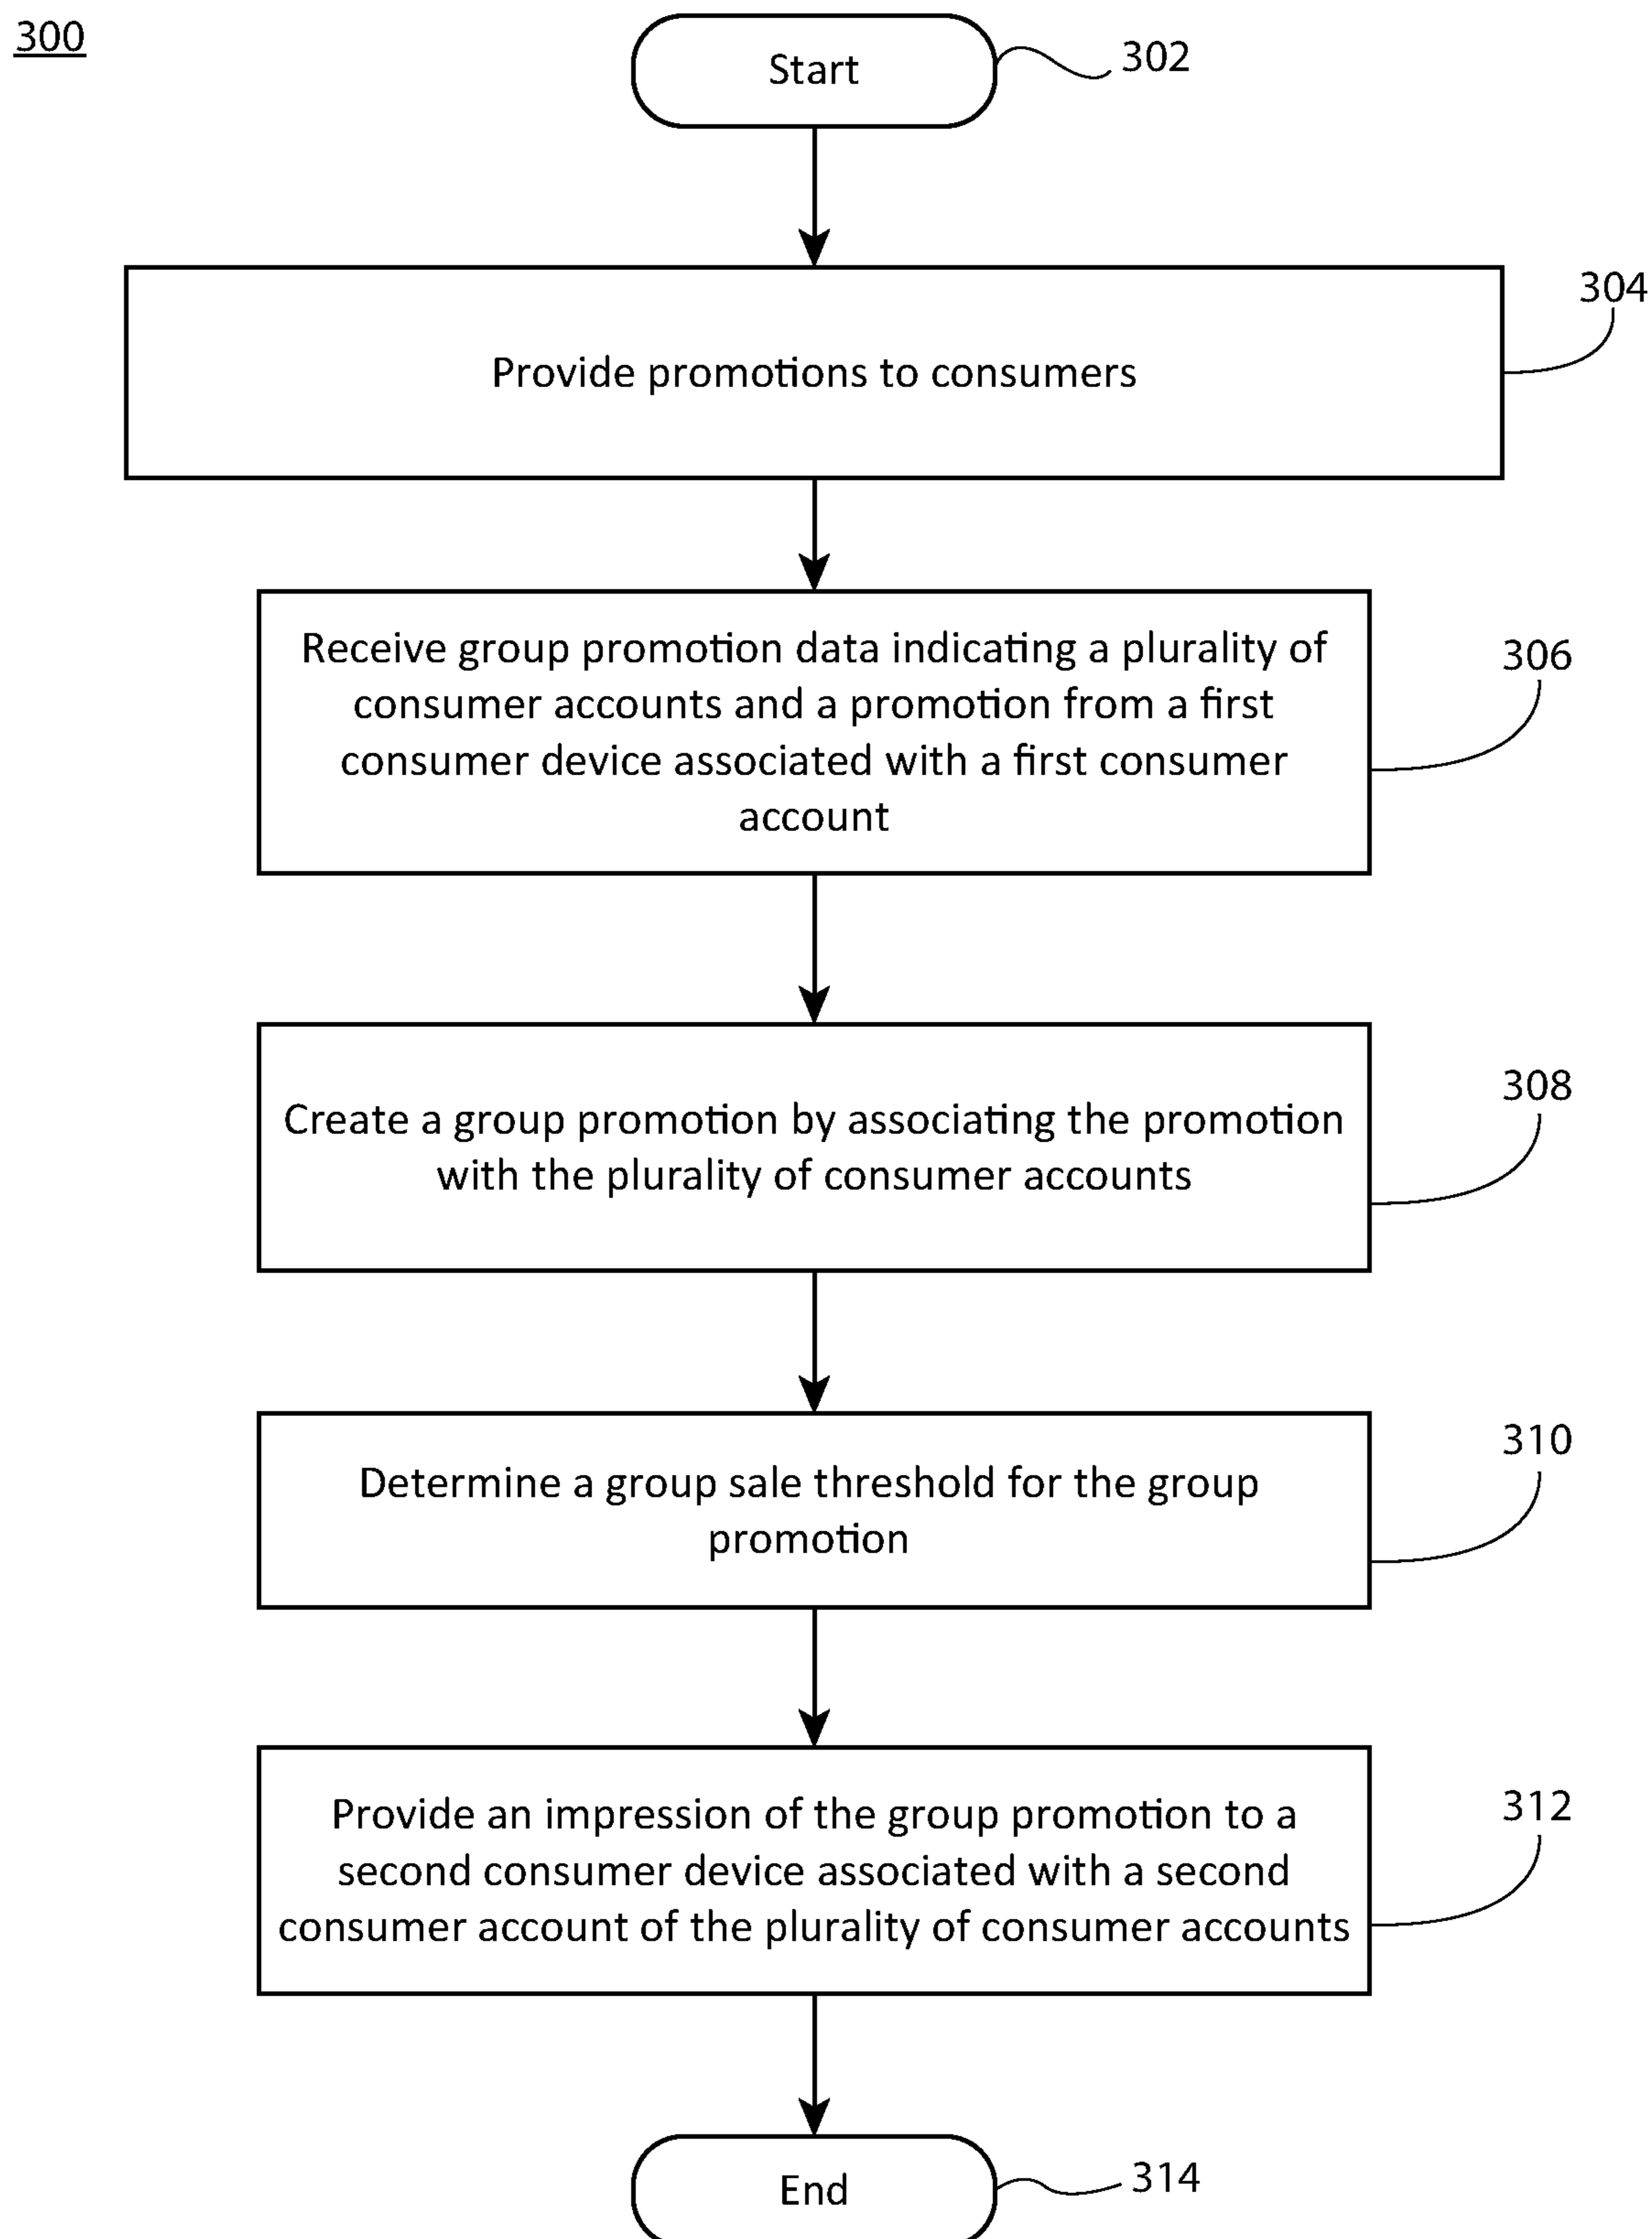 300
Start
302
304
Provide promotions to consumers
Receive group promotion data indicating a plurality of
consumer accounts and a promotion from a first
consumer device associated with a first consumer
account
306
Create a group promotion by associating the promotion
with the plurality of consumer accounts
308
Determine a group sale threshold for the group
promotion
310
Provide an impression of the group promotion to a
second consumer device associated with a second
consumer account of the plurality of consumer accounts
312
End
314